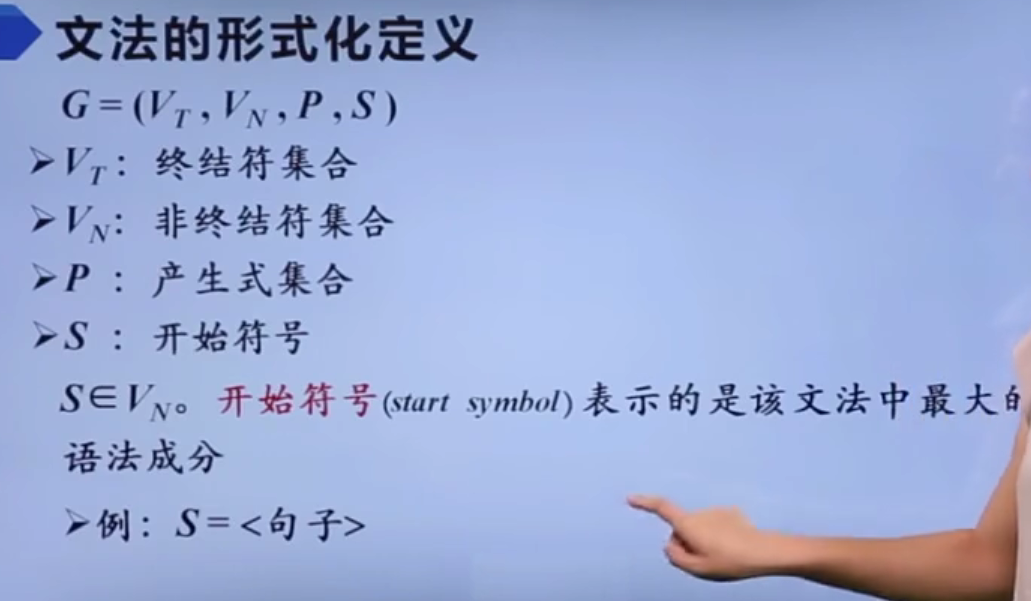 文法的形式化定义
G = (V_T , V_N , P , S )
➢V_T： 终结符集合
➢V_N： 非终结符集合
➢P ： 产生式集合
➢S ： 开始符号
S∈V_N。开始符号(start symbol)表示的是该文法中最大的
语法成分
➢例：S = <句子>